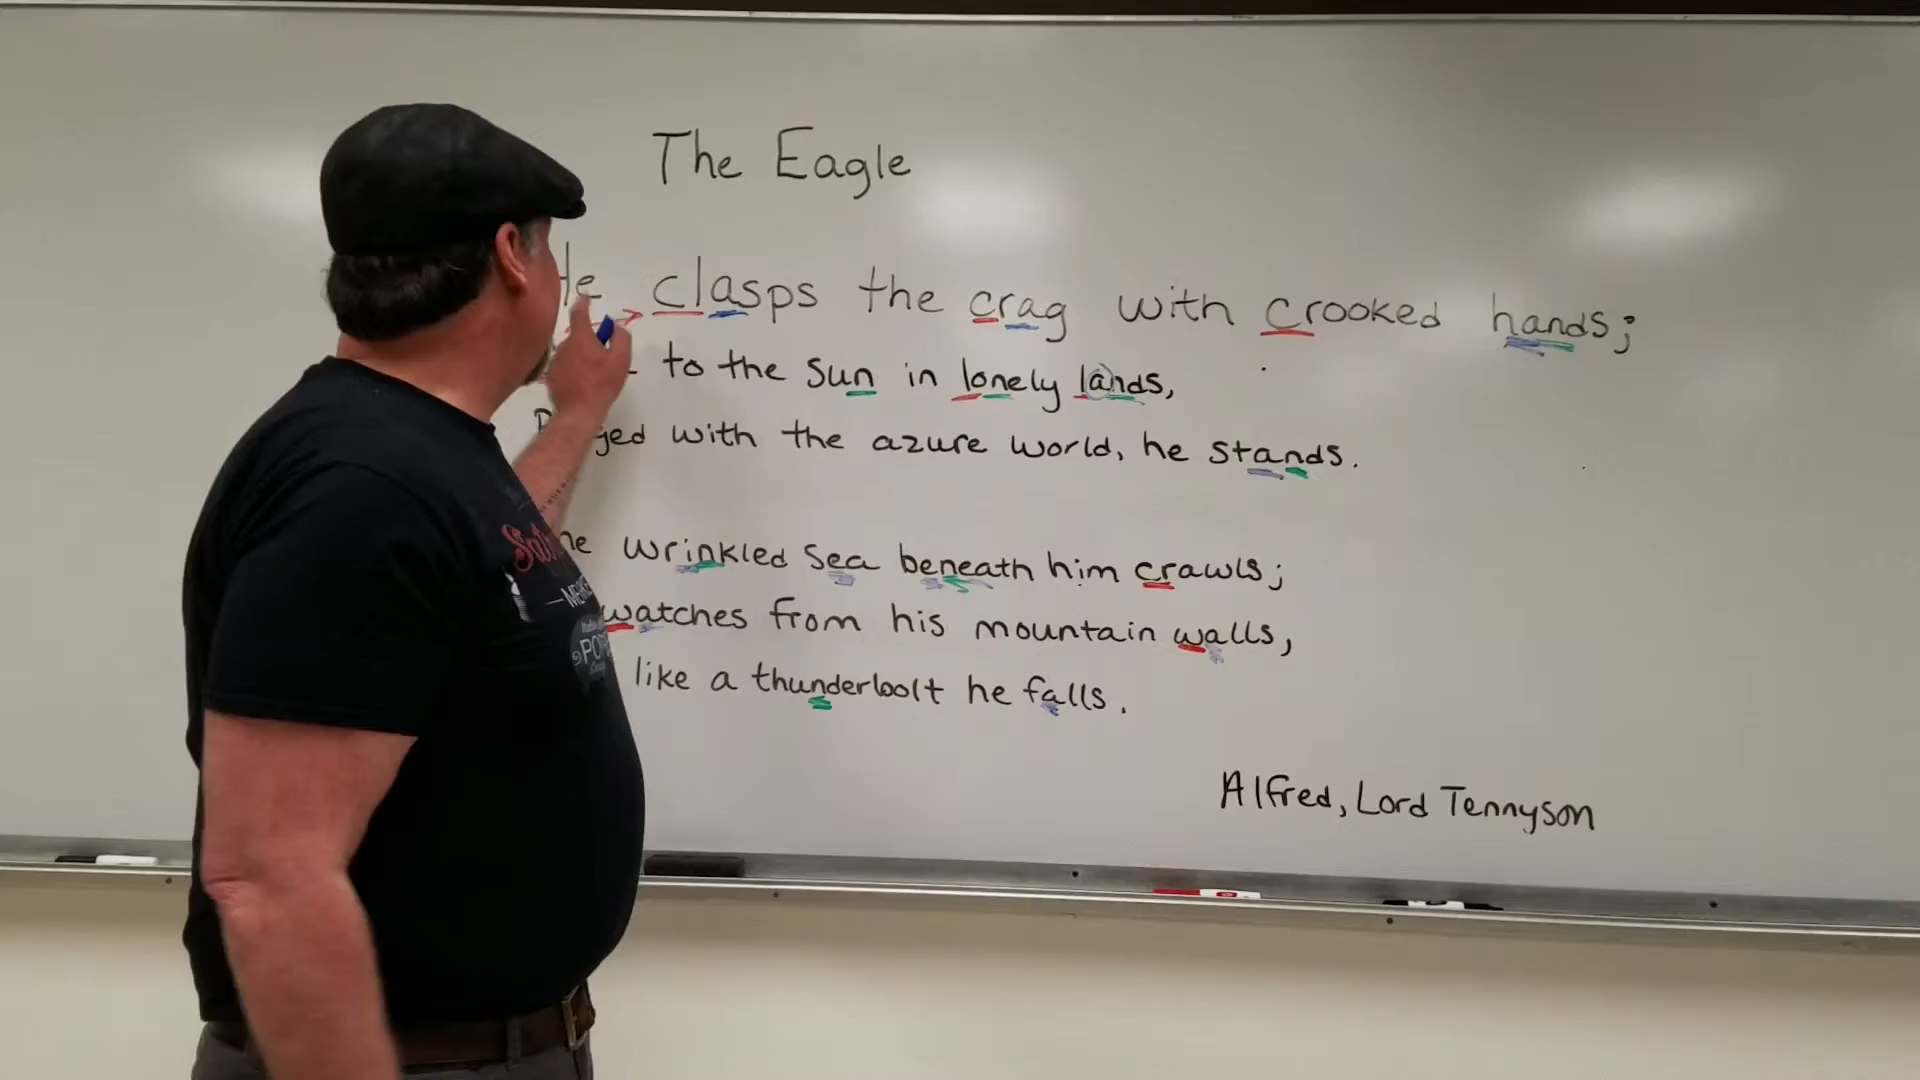 The Eagle
He clasps the crag with crooked hands;
to the sun in lonely lands,
with the azure world, he stands.
wrinkled sea beneath him crawls;
watches from his mountain walls,
like a thunderbolt he falls.
Alfred, Lord Tennyson